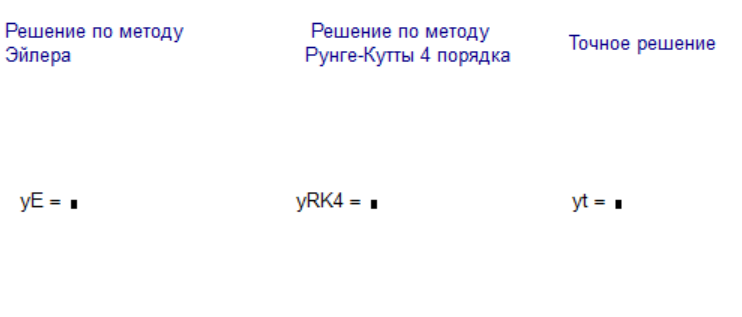 Решение по методу
Эйлера
Решение по методу
Рунге-Кутты 4 порядка
Точное решение
yE =
yRK4 =
yt =